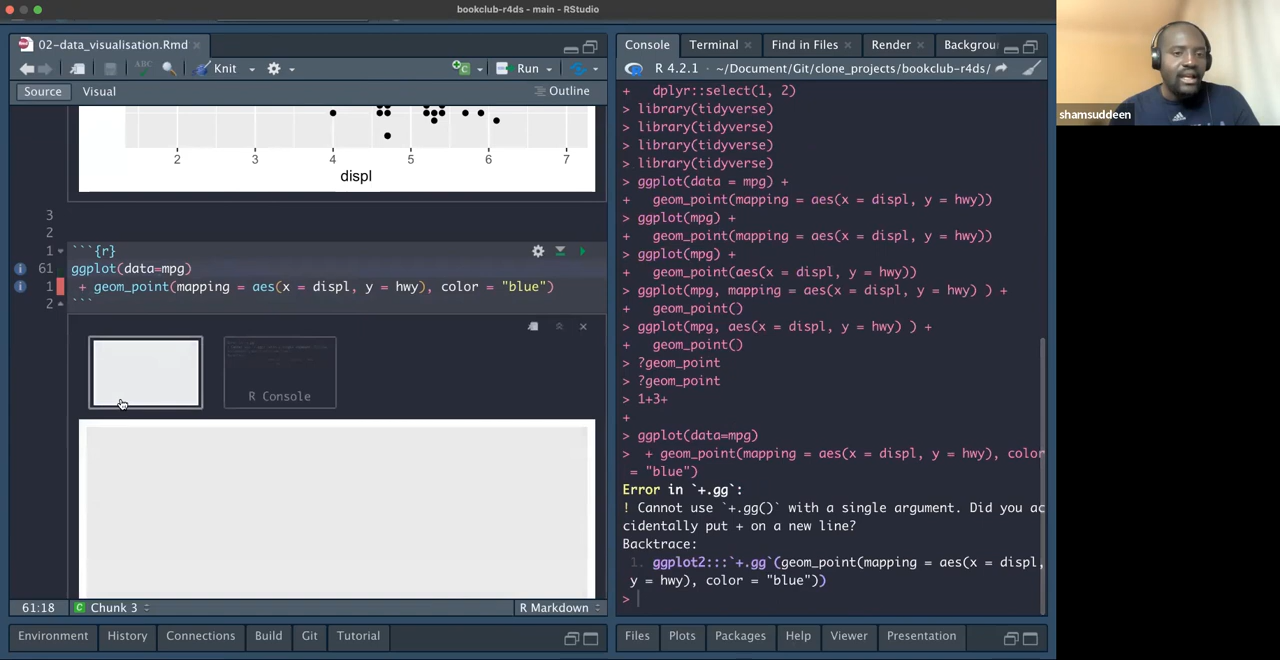 bookclub-r4ds - main - RStudio
02-data_visualisation.Rmd
Knit
Run
Source Visual
Outline
2 3 4 5 6 7
displ
3
2
1 ```{r}
61 ggplot(data=mpg)
1 + geom_point(mapping = aes(x = displ, y = hwy), color = "blue")
2 ```
R Console
61:18
C Chunk 3
R Markdown
Environment History Connections Build Git Tutorial
Console Terminal Find in Files Render Backgrou
R 4.2.1 · ~/Document/Git/clone_projects/bookclub-r4ds/
+ dplyr::select(1, 2)
> library(tidyverse)
> library(tidyverse)
> library(tidyverse)
> library(tidyverse)
> ggplot(data = mpg) +
+ geom_point(mapping = aes(x = displ, y = hwy))
> ggplot(mpg) +
+ geom_point(mapping = aes(x = displ, y = hwy))
> ggplot(mpg) +
+ geom_point(aes(x = displ, y = hwy))
> ggplot(mpg, mapping = aes(x = displ, y = hwy) ) +
+ geom_point()
> ggplot(mpg, aes(x = displ, y = hwy) ) +
+ geom_point()
> ?geom_point
> ?geom_point
> 1+3+
+
> ggplot(data=mpg)
> + geom_point(mapping = aes(x = displ, y = hwy), color
= "blue")
Error in `+.gg`:
! Cannot use `+.gg()` with a single argument. Did you ac
cidentally put + on a new line?
Backtrace:
1. ggplot2:::`+.gg`(geom_point(mapping = aes(x = displ,
y = hwy), color = "blue"))
>
Files Plots Packages Help Viewer Presentation
shamsuddeen